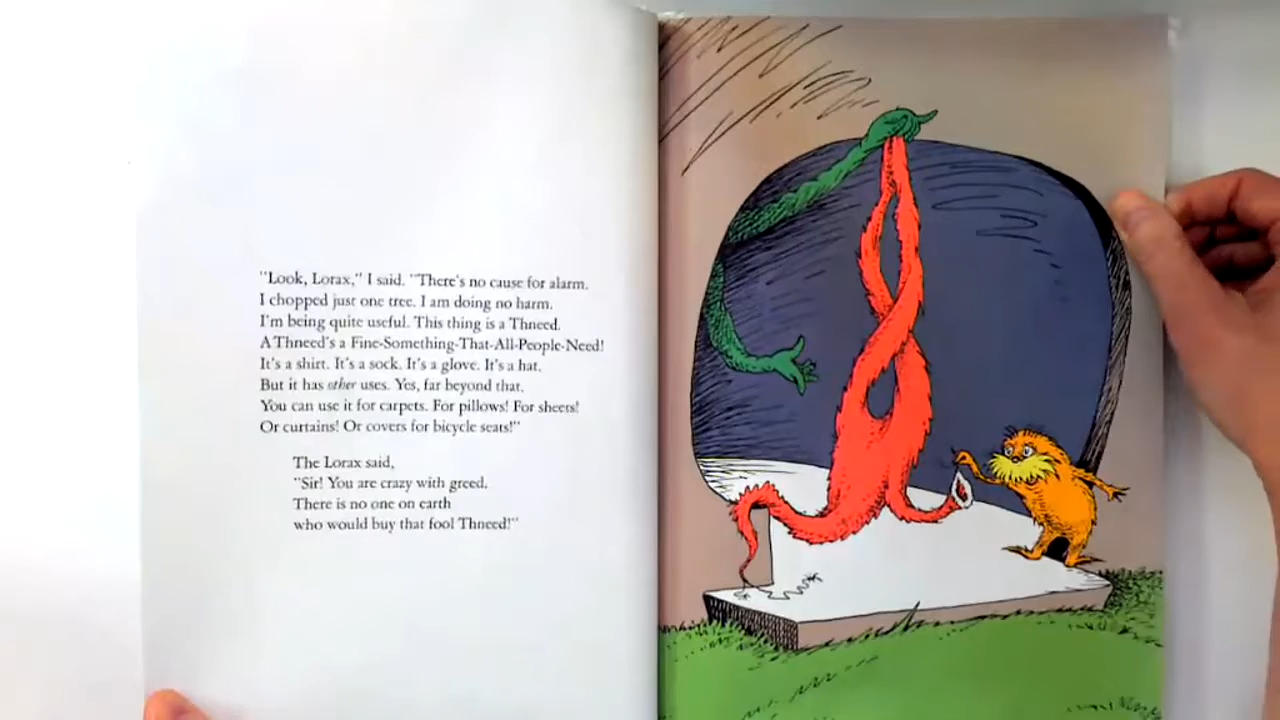 "Look, Lorax," I said. "There's no cause for alarm.
I chopped just one tree. I am doing no harm.
I'm being quite useful. This thing is a Thneed.
A Thneed's a Fine-Something-That-All-People-Need!
It's a shirt. It's a sock. It's a glove. It's a hat.
But it has other uses. Yes, far beyond that.
You can use it for carpets. For pillows! For sheets!
Or curtains! Or covers for bicycle seats!"
The Lorax said,
"Sir! You are crazy with greed.
There is no one on earth
who would buy that fool Thneed!"